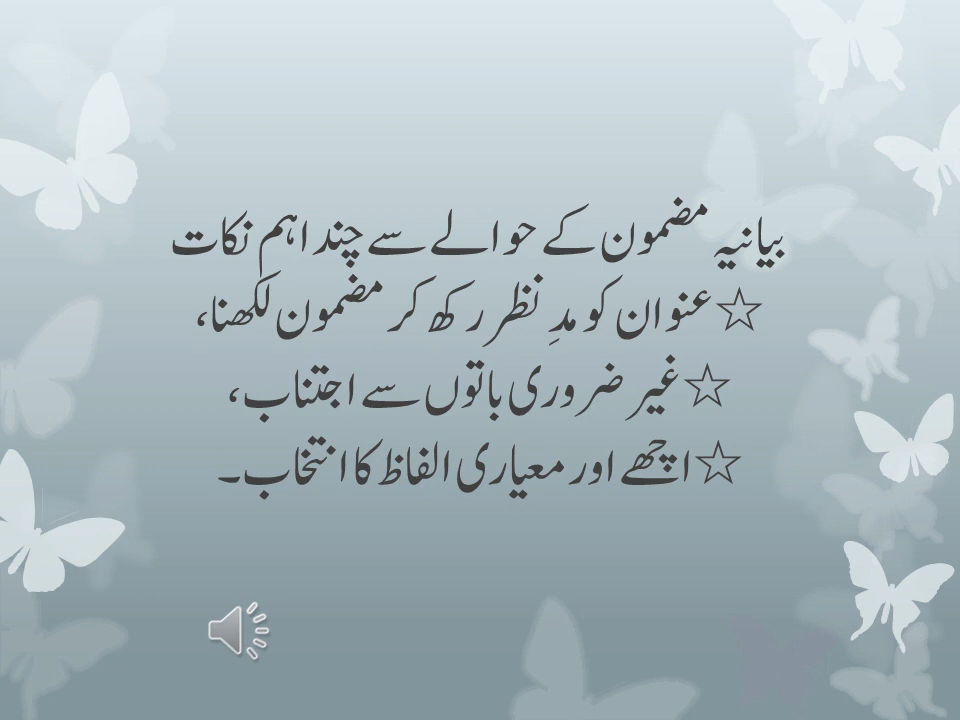 بیانیہ مضمون کے حوالے سے چند اہم نکات
☆عنوان کو مدِ نظر رکھ کر مضمون لکھنا،
☆غیر ضروری باتوں سے اجتناب،
☆اچھے اور معیاری الفاظ کا انتخاب۔